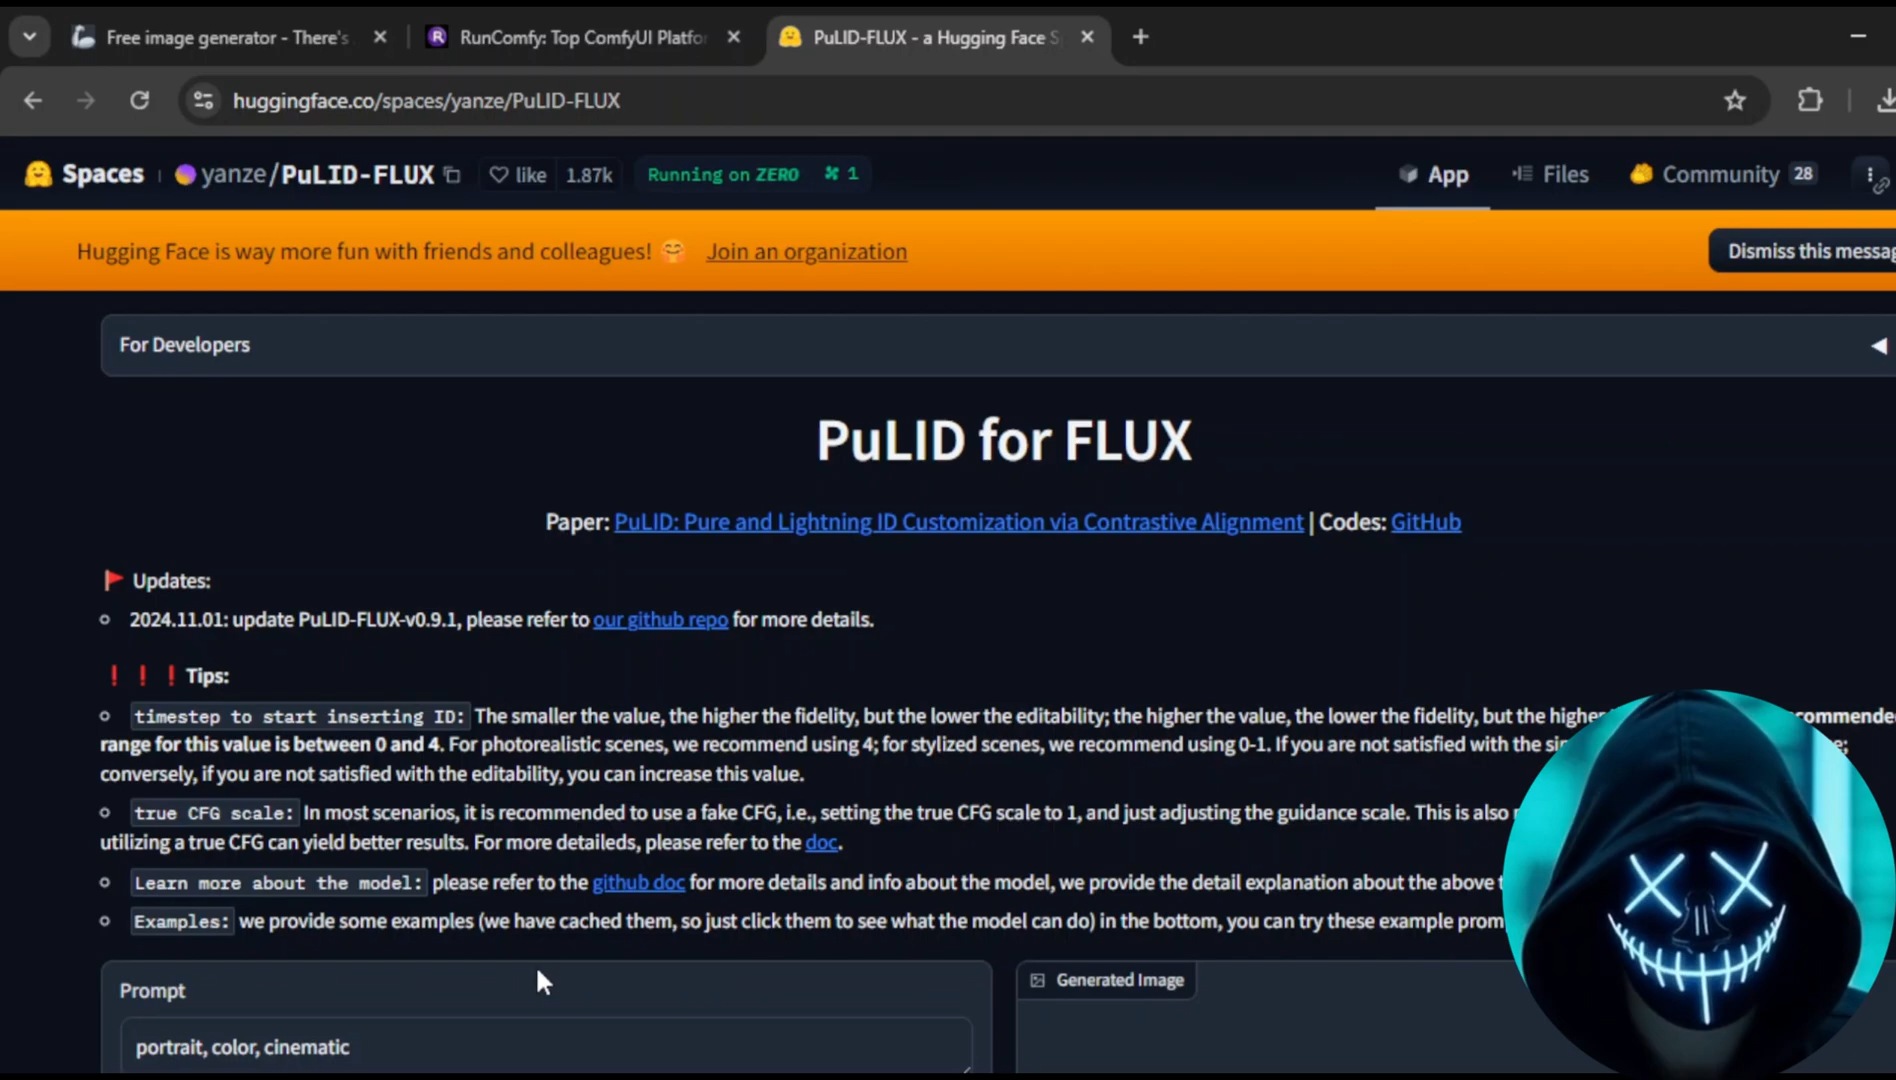 Free image generator - There's
RunComfy: Top ComfyUI Platfo
PuLID-FLUX - a Hugging Face S
huggingface.co/spaces/yanze/PuLID-FLUX
Spaces yanze/PuLID-FLUX like 1.87k Running on ZERO 1 App Files Community 28
Hugging Face is way more fun with friends and colleagues! 🤗 Join an organization Dismiss this messag
For Developers
PuLID for FLUX
Paper: PuLID: Pure and Lightning ID Customization via Contrastive Alignment | Codes: GitHub
🚩 Updates:
2024.11.01: update PuLID-FLUX-v0.9.1, please refer to our github repo for more details.
❗❗❗ Tips:
timestep to start inserting ID: The smaller the value, the higher the fidelity, but the lower the editability; the higher the value, the lower the fidelity, but the higher commended
range for this value is between 0 and 4. For photorealistic scenes, we recommend using 4; for stylized scenes, we recommend using 0-1. If you are not satisfied with the
conversely, if you are not satisfied with the editability, you can increase this value.
true CFG scale: In most scenarios, it is recommended to use a fake CFG, i.e., setting the true CFG scale to 1, and just adjusting the guidance scale. This is also
utilizing a true CFG can yield better results. For more detaileds, please refer to the doc.
Learn more about the model: please refer to the github doc for more details and info about the model, we provide the detail explanation about the above
Examples: we provide some examples (we have cached them, so just click them to see what the model can do) in the bottom, you can try these example prom
Prompt
Generated Image
portrait, color, cinematic